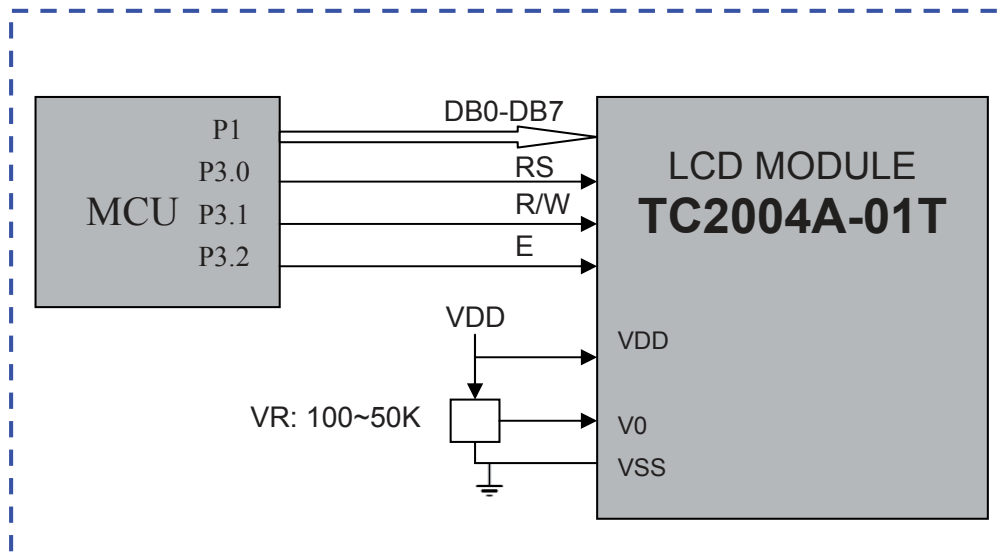 DB0-DB7
P1
P3.0
RS
LCD MODULE
MCU
P3.1
R/W
TC2004A-01T
P3.2
E
VDD
VDD
VR: 100~50K
V0
VSS